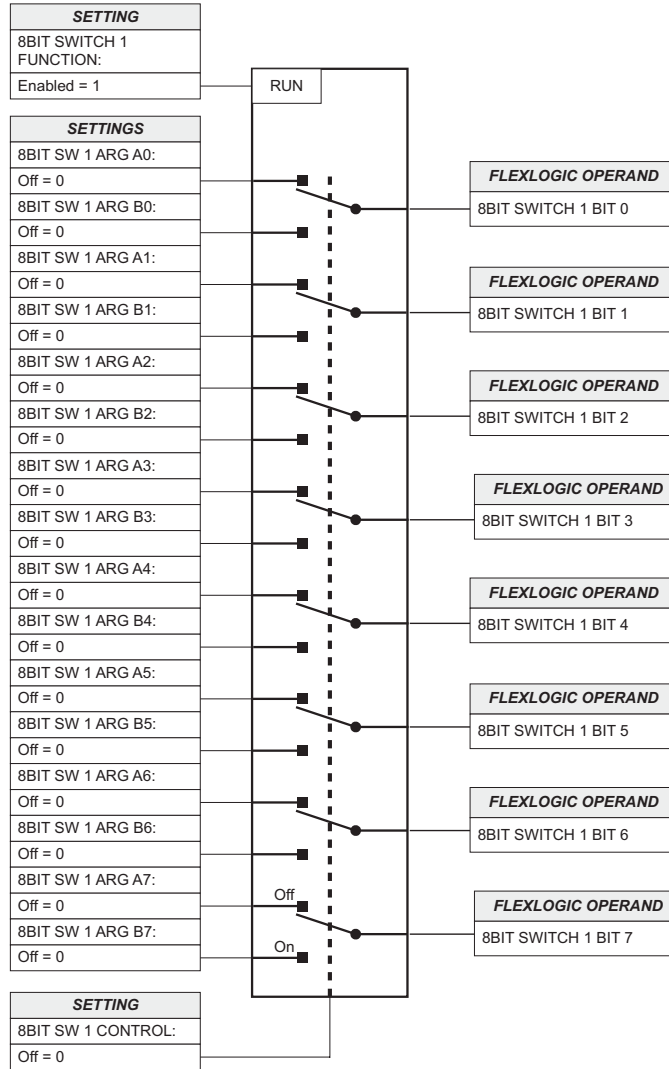 SETTING
8BIT SWITCH 1
FUNCTION:
Enabled = 1
RUN
SETTINGS
8BIT SW 1 ARG A0:
Off = 0
8BIT SW 1 ARG B0:
Off = 0
8BIT SW 1 ARG A1:
Off = 0
8BIT SW 1 ARG B1:
Off = 0
8BIT SW 1 ARG A2:
Off = 0
8BIT SW 1 ARG B2:
Off = 0
8BIT SW 1 ARG A3:
Off = 0
8BIT SW 1 ARG B3:
Off = 0
8BIT SW 1 ARG A4:
Off = 0
8BIT SW 1 ARG B4:
Off = 0
8BIT SW 1 ARG A5:
Off = 0
8BIT SW 1 ARG B5:
Off = 0
8BIT SW 1 ARG A6:
Off = 0
8BIT SW 1 ARG B6:
Off = 0
8BIT SW 1 ARG A7:
Off = 0
8BIT SW 1 ARG B7:
Off = 0
Off
On
FLEXLOGIC OPERAND
8BIT SWITCH 1 BIT 0
FLEXLOGIC OPERAND
8BIT SWITCH 1 BIT 1
FLEXLOGIC OPERAND
8BIT SWITCH 1 BIT 2
FLEXLOGIC OPERAND
8BIT SWITCH 1 BIT 3
FLEXLOGIC OPERAND
8BIT SWITCH 1 BIT 4
FLEXLOGIC OPERAND
8BIT SWITCH 1 BIT 5
FLEXLOGIC OPERAND
8BIT SWITCH 1 BIT 6
FLEXLOGIC OPERAND
8BIT SWITCH 1 BIT 7
SETTING
8BIT SW 1 CONTROL:
Off = 0